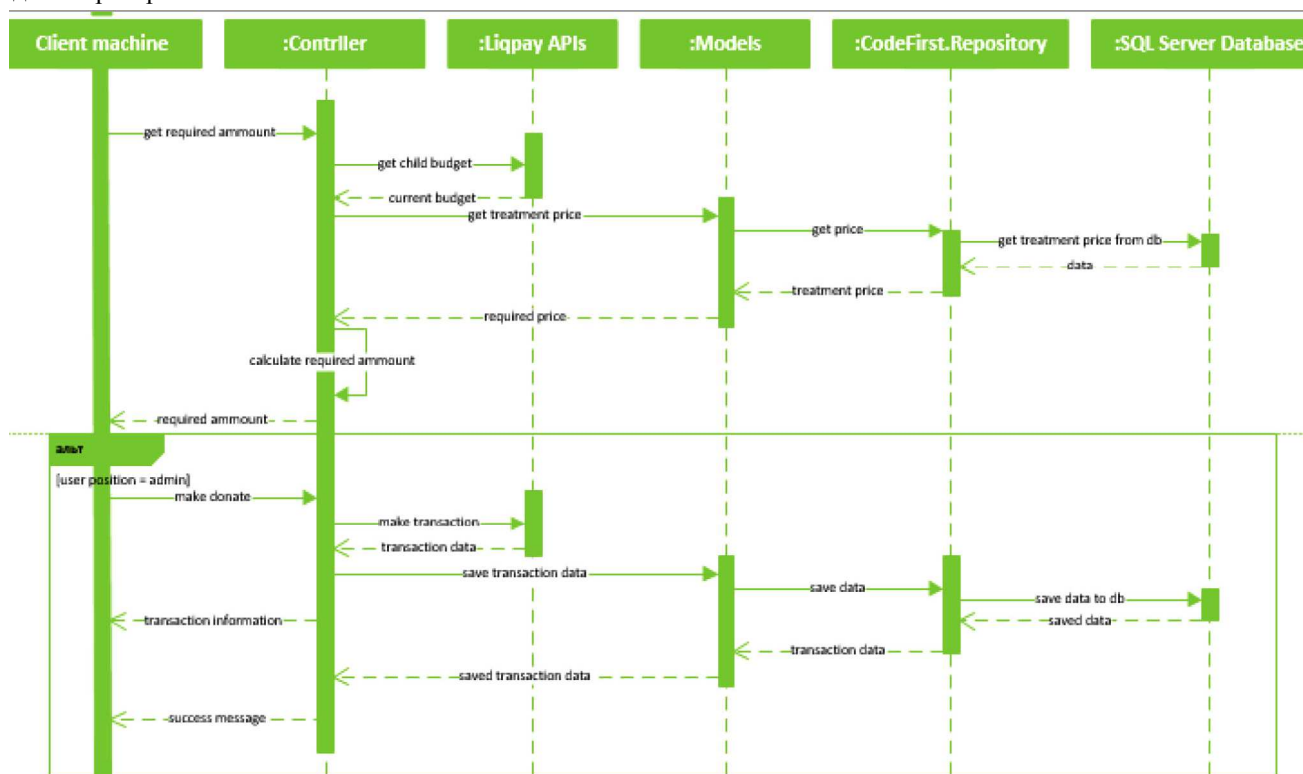 Client machine
:Contrller
:Liqpay APIs
:Models
:CodeFirst.Repository
:SQL Server Database
get required ammount
get child budget
current budget
get treatment price
get price
get treatment price from db
data
treatment price
required price
calculate required ammount
required ammount
альт
[user position = admin]
make donate
make transaction
transaction data
save transaction data
save data
save data to db
transaction information
saved data
transaction data
saved transaction data
success message